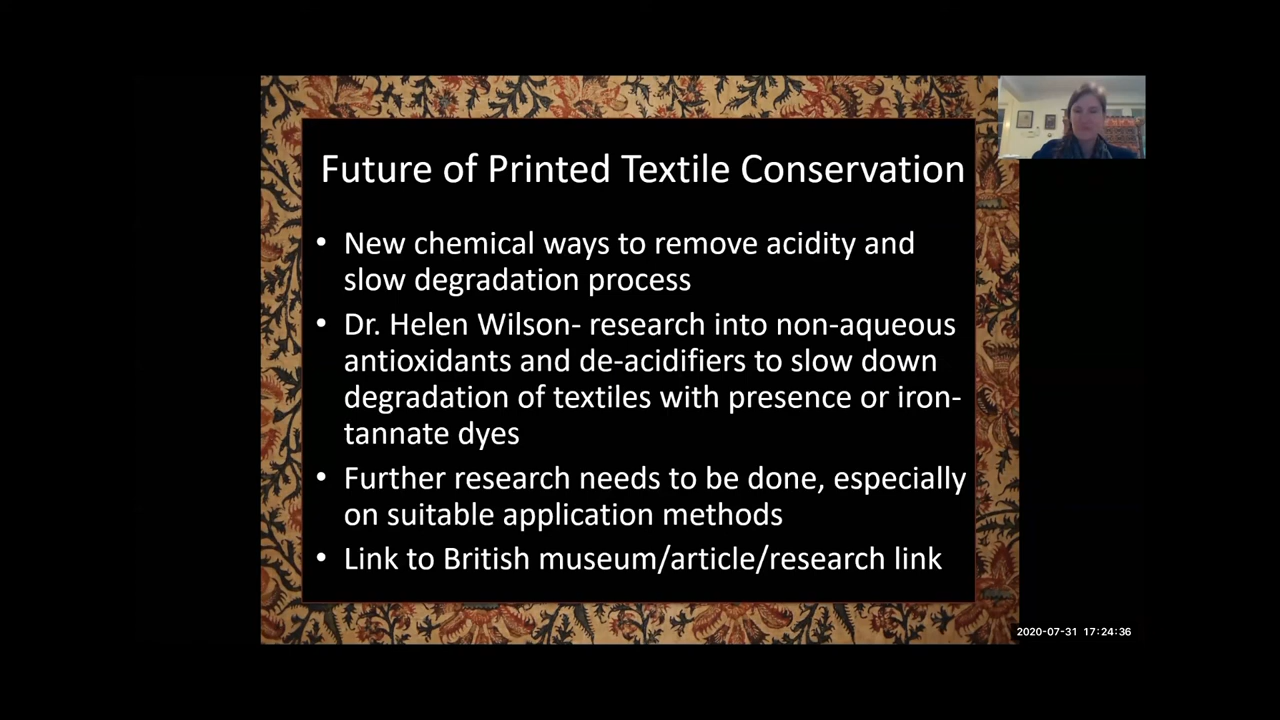 Future of Printed Textile Conservation
• New chemical ways to remove acidity and
slow degradation process
• Dr. Helen Wilson- research into non-aqueous
antioxidants and de-acidifiers to slow down
degradation of textiles with presence or iron-
tannate dyes
• Further research needs to be done, especially
on suitable application methods
• Link to British museum/article/research link
2020-07-31 17:24:36